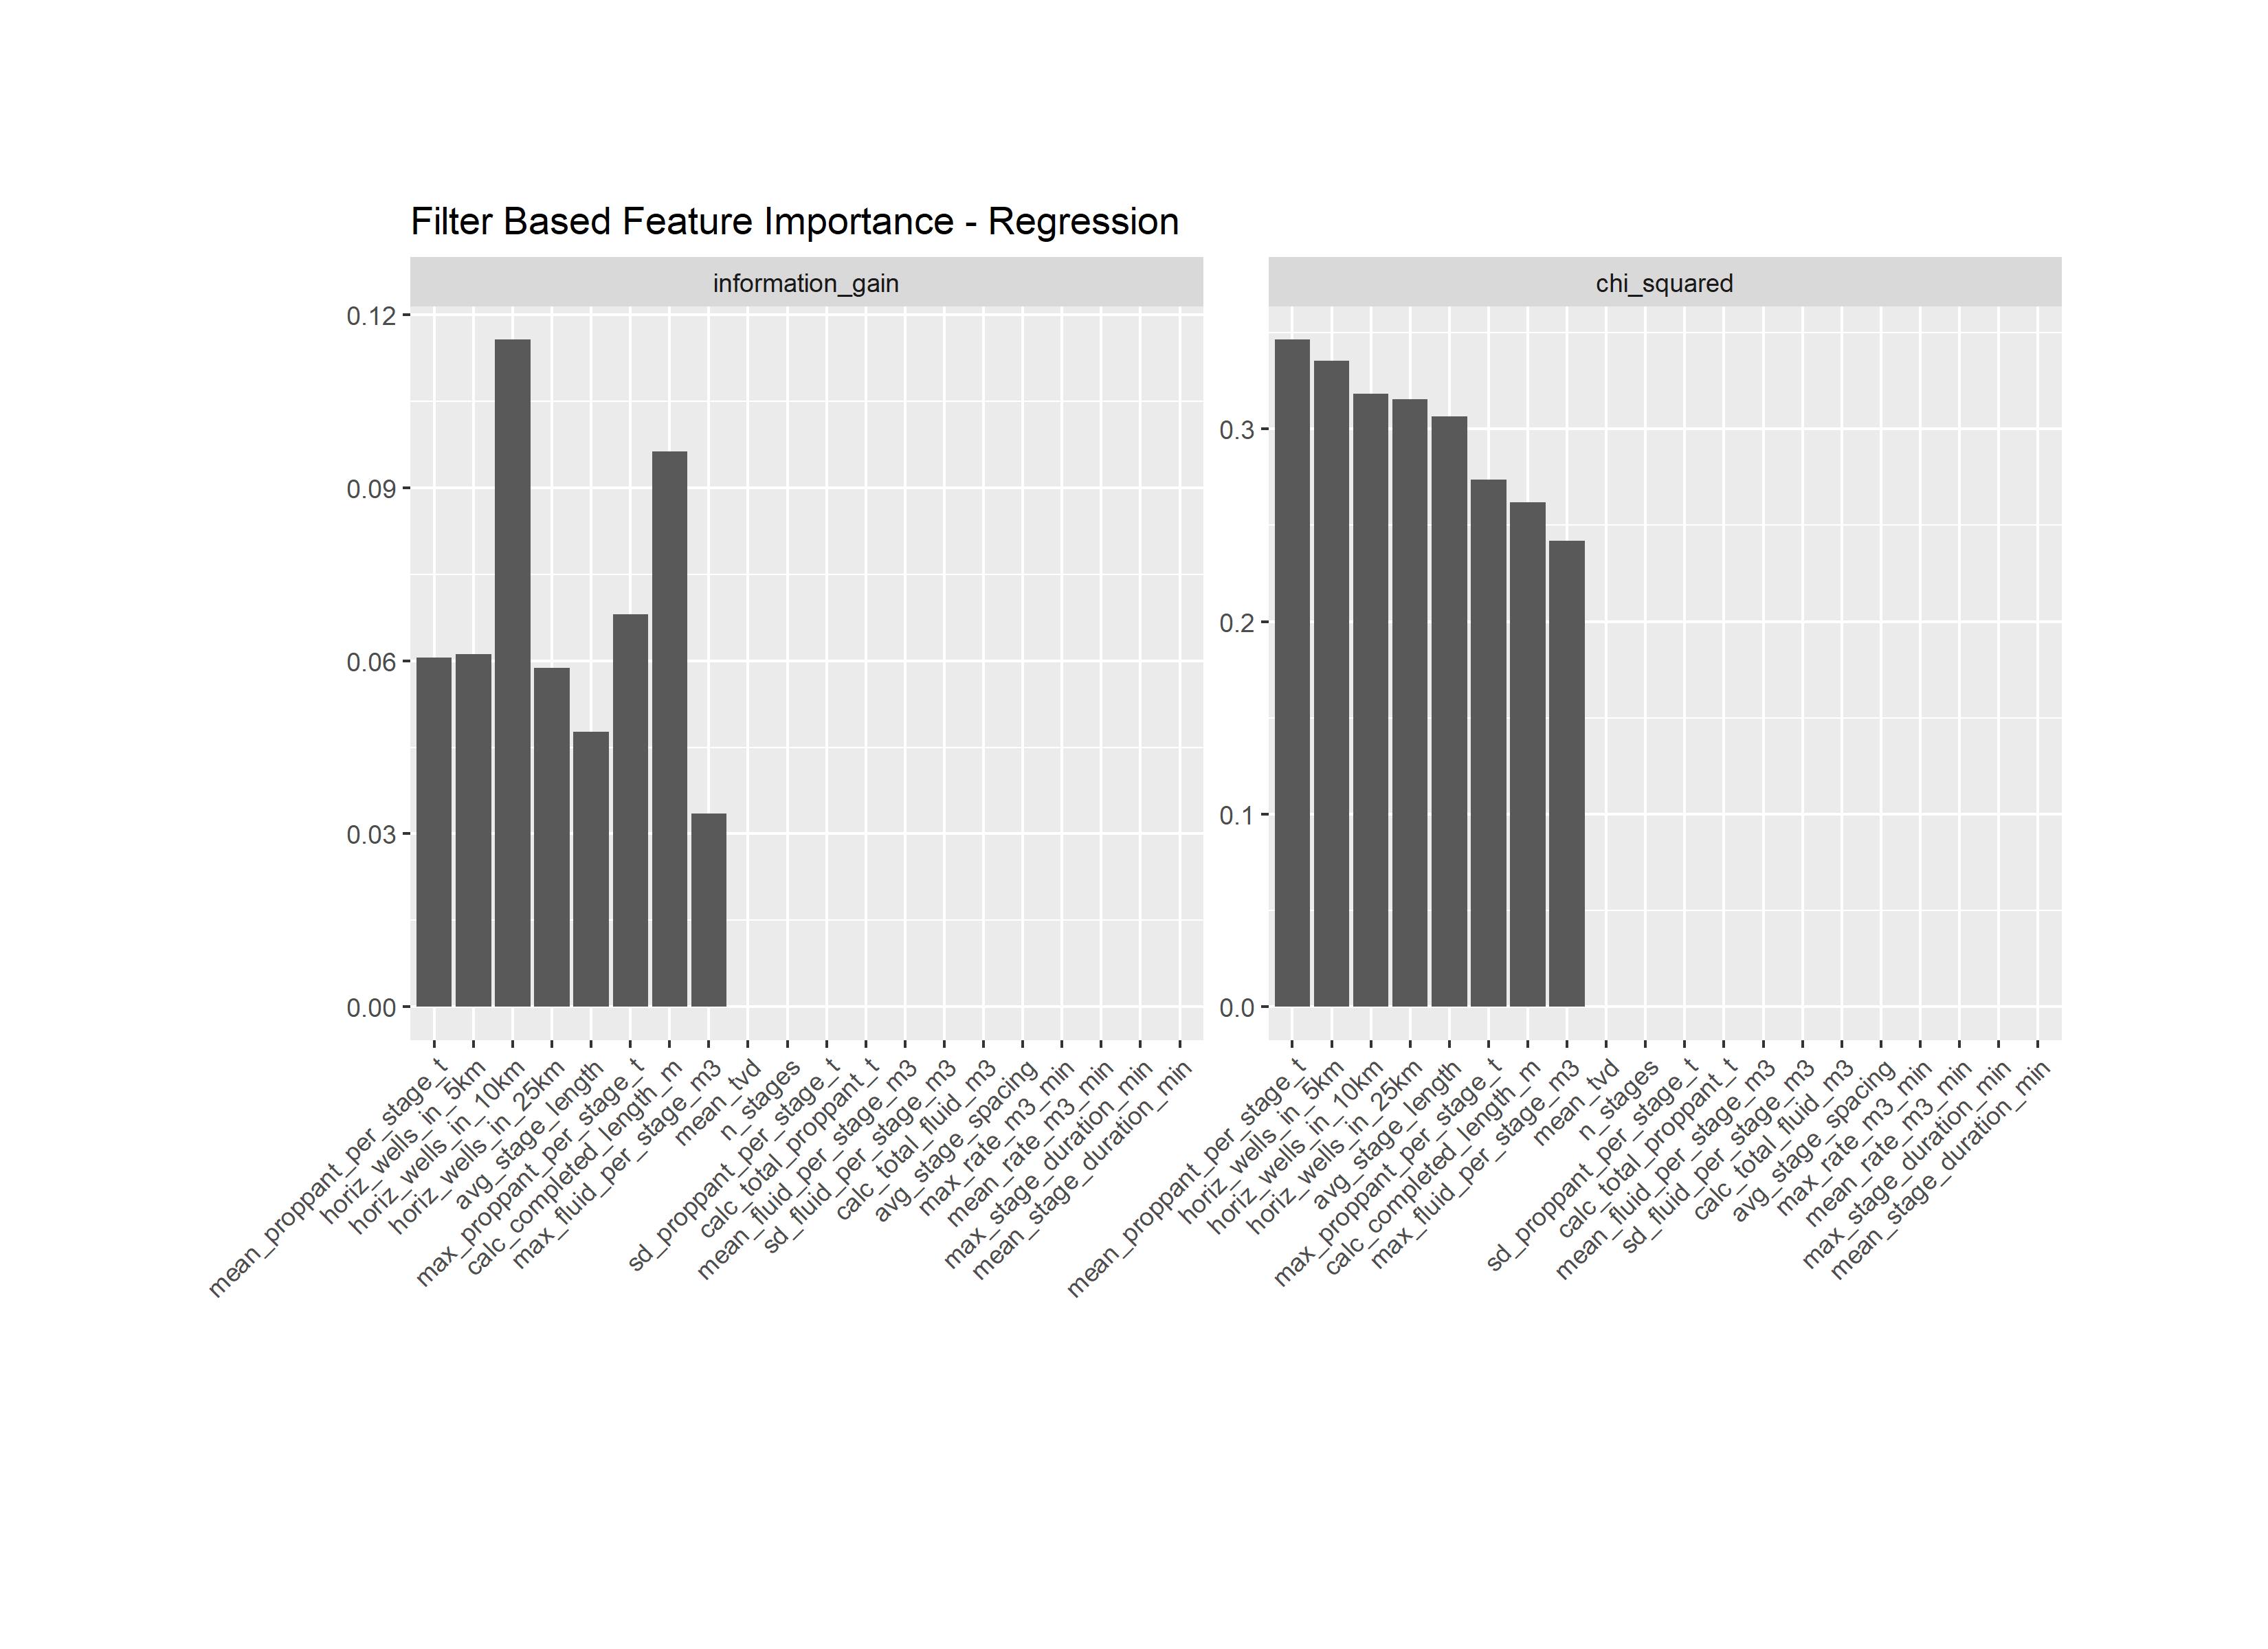 Filter Based Feature Importance - Regression
information_gain
chi_squared
0.12
0.09
0.06
0.03
0.00
0.3
0.2
0.1
0.0
mean_proppant_per_stage_t
horiz_wells_in_5km
horiz_wells_in_10km
horiz_wells_in_25km
avg_stage_length
max_proppant_per_stage_t
calc_completed_length_m
max_fluid_per_stage_m3
mean_tvd
n_stages
sd_proppant_per_stage_t
calc_total_proppant_t
mean_fluid_per_stage_m3
sd_fluid_per_stage_m3
calc_total_fluid_m3
avg_stage_spacing
max_rate_m3_min
mean_rate_m3_min
max_stage_duration_min
mean_stage_duration_min
mean_proppant_per_stage_t
horiz_wells_in_5km
horiz_wells_in_10km
horiz_wells_in_25km
avg_stage_length
max_proppant_per_stage_t
calc_completed_length_m
max_fluid_per_stage_m3
mean_tvd
n_stages
sd_proppant_per_stage_t
calc_total_proppant_t
mean_fluid_per_stage_m3
sd_fluid_per_stage_m3
calc_total_fluid_m3
avg_stage_spacing
max_rate_m3_min
mean_rate_m3_min
max_stage_duration_min
mean_stage_duration_min